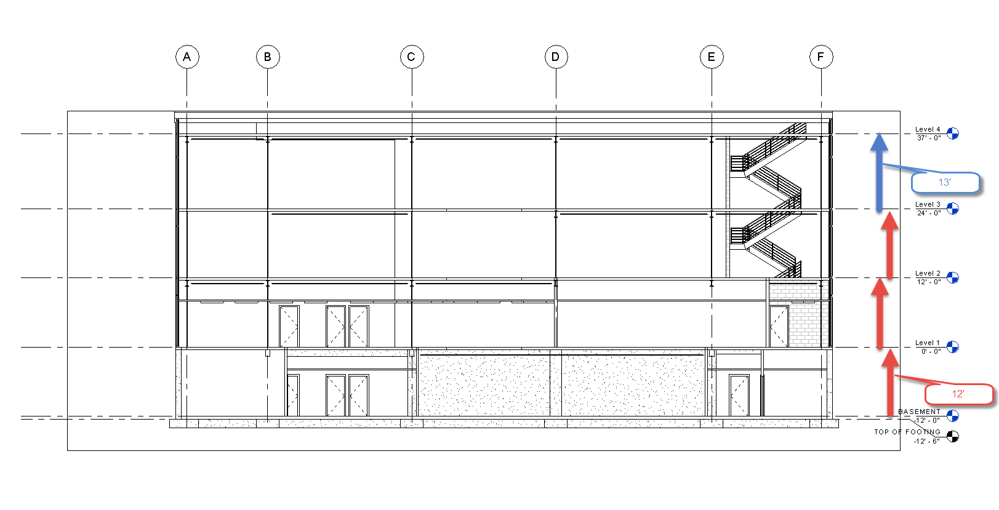 A B C D E F
Level 4
37' - 0"
13'
Level 3
24' - 0"
Level 2
12' - 0"
Level 1
0' - 0"
12'
BASEMENT
-12' - 0"
TOP OF FOOTING
-12' - 6"